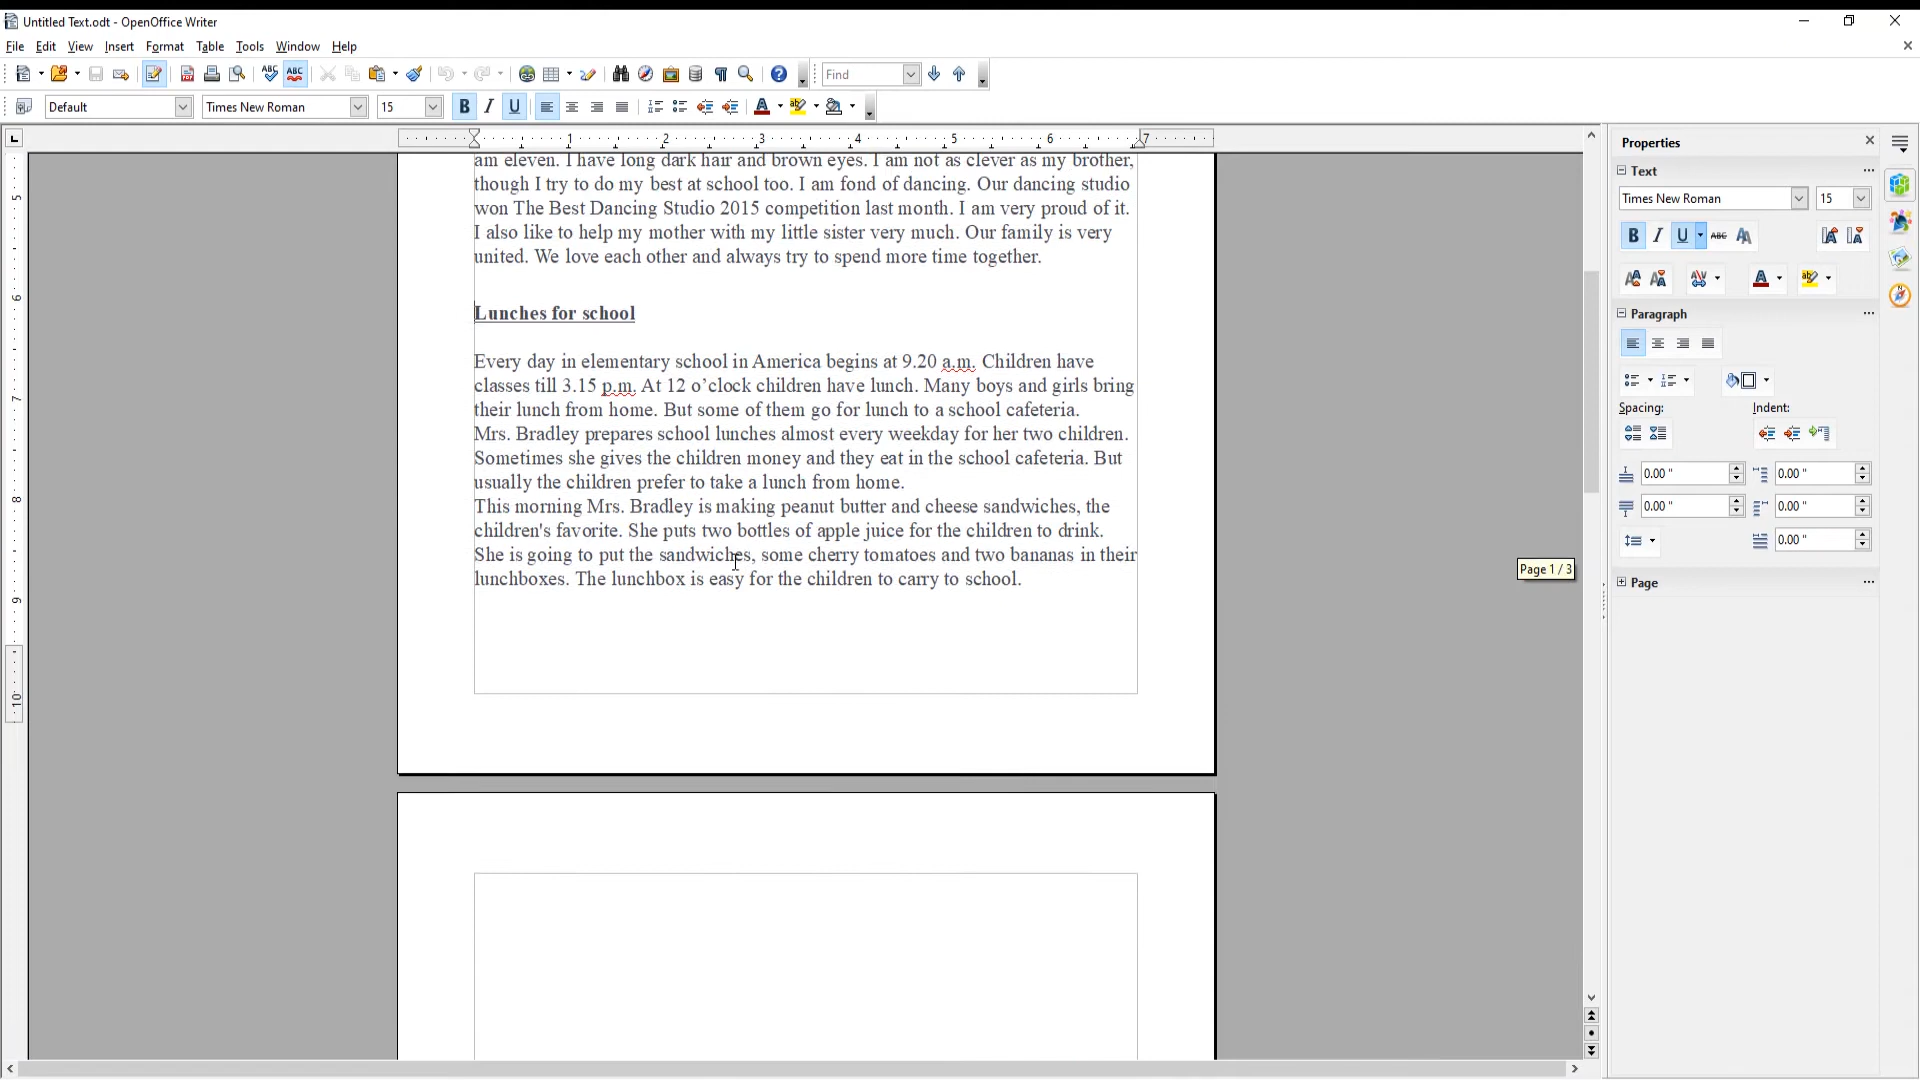 Untitled Text.odt - OpenOffice Writer
File Edit View Insert Format Table Tools Window Help
Find
Default Times New Roman 15
1 2 3 4 5 6 7
am eleven. I have long dark hair and brown eyes. I am not as clever as my brother,
though I try to do my best at school too. I am fond of dancing. Our dancing studio
won The Best Dancing Studio 2015 competition last month. I am very proud of it.
I also like to help my mother with my little sister very much. Our family is very
united. We love each other and always try to spend more time together.
Lunches for school
Every day in elementary school in America begins at 9.20 a.m. Children have
classes till 3.15 p.m. At 12 o’clock children have lunch. Many boys and girls bring
their lunch from home. But some of them go for lunch to a school cafeteria.
Mrs. Bradley prepares school lunches almost every weekday for her two children.
Sometimes she gives the children money and they eat in the school cafeteria. But
usually the children prefer to take a lunch from home.
This morning Mrs. Bradley is making peanut butter and cheese sandwiches, the
children's favorite. She puts two bottles of apple juice for the children to drink.
She is going to put the sandwiches, some cherry tomatoes and two bananas in their
lunchboxes. The lunchbox is easy for the children to carry to school.
5
6
7
8
9
10
Page 1 / 3
Properties
Text
Times New Roman 15
Paragraph
Spacing: Indent:
0.00 " 0.00 "
0.00 " 0.00 "
0.00 "
Page